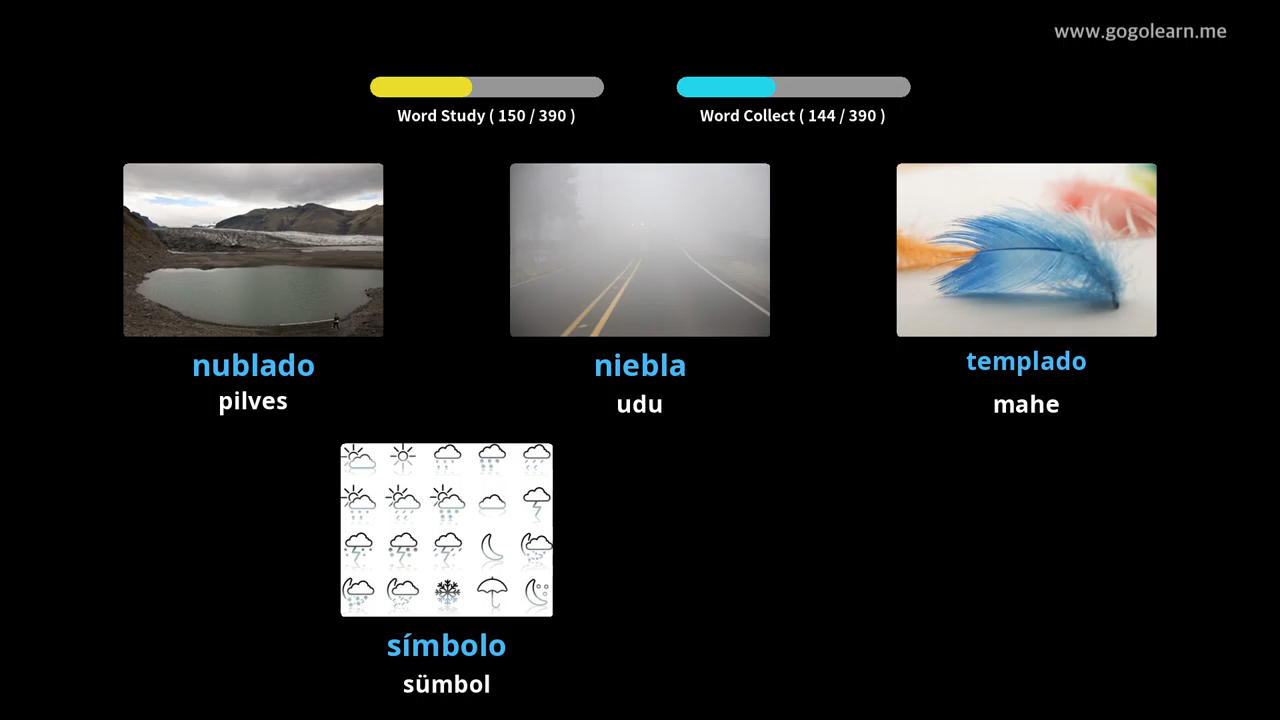 www.gogolearn.me
Word Study ( 150 / 390 )
Word Collect ( 144 / 390 )
nublado
pilves
niebla
udu
templado
mahe
símbolo
sümbol